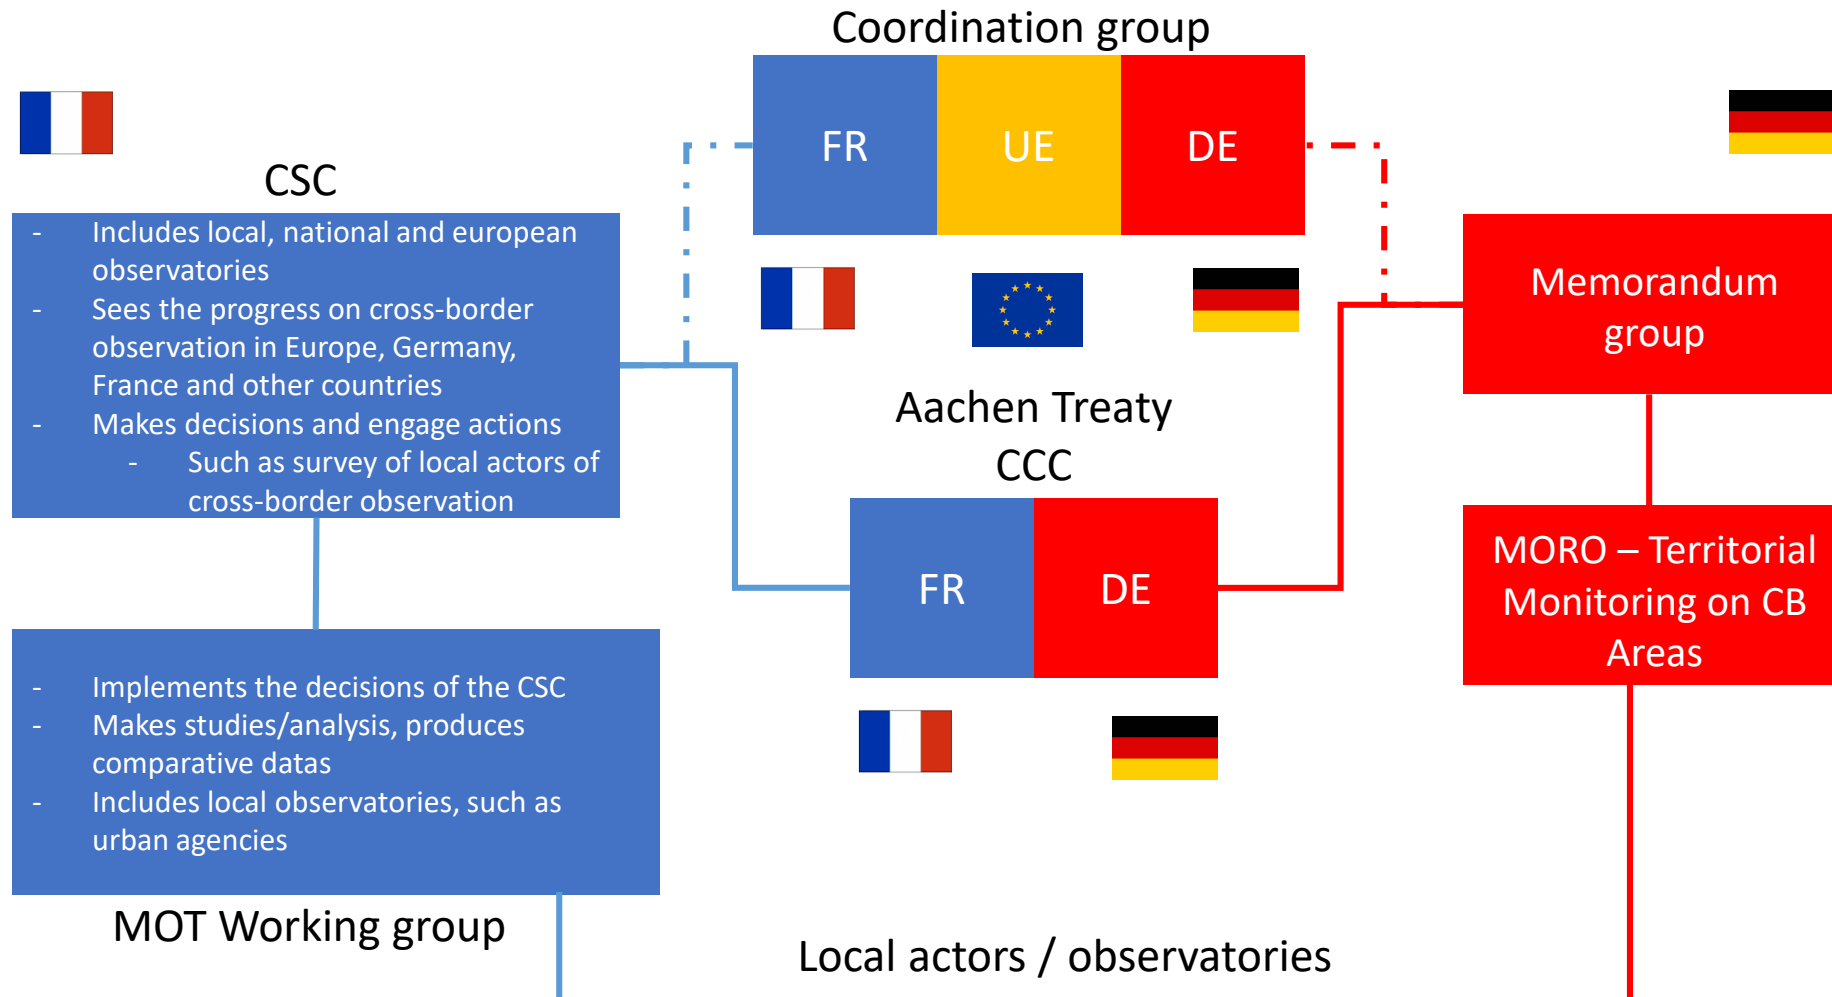 Coordination group
FR
UE
DE
CSC
- Includes local, national and european
observatories
- Sees the progress on cross-border
observation in Europe, Germany,
France and other countries
- Makes decisions and engage actions
- Such as survey of local actors of
cross-border observation
Memorandum
group
Aachen Treaty
CCC
FR
DE
MORO – Territorial
Monitoring on CB
Areas
- Implements the decisions of the CSC
- Makes studies/analysis, produces
comparative datas
- Includes local observatories, such as
urban agencies
MOT Working group
Local actors / observatories